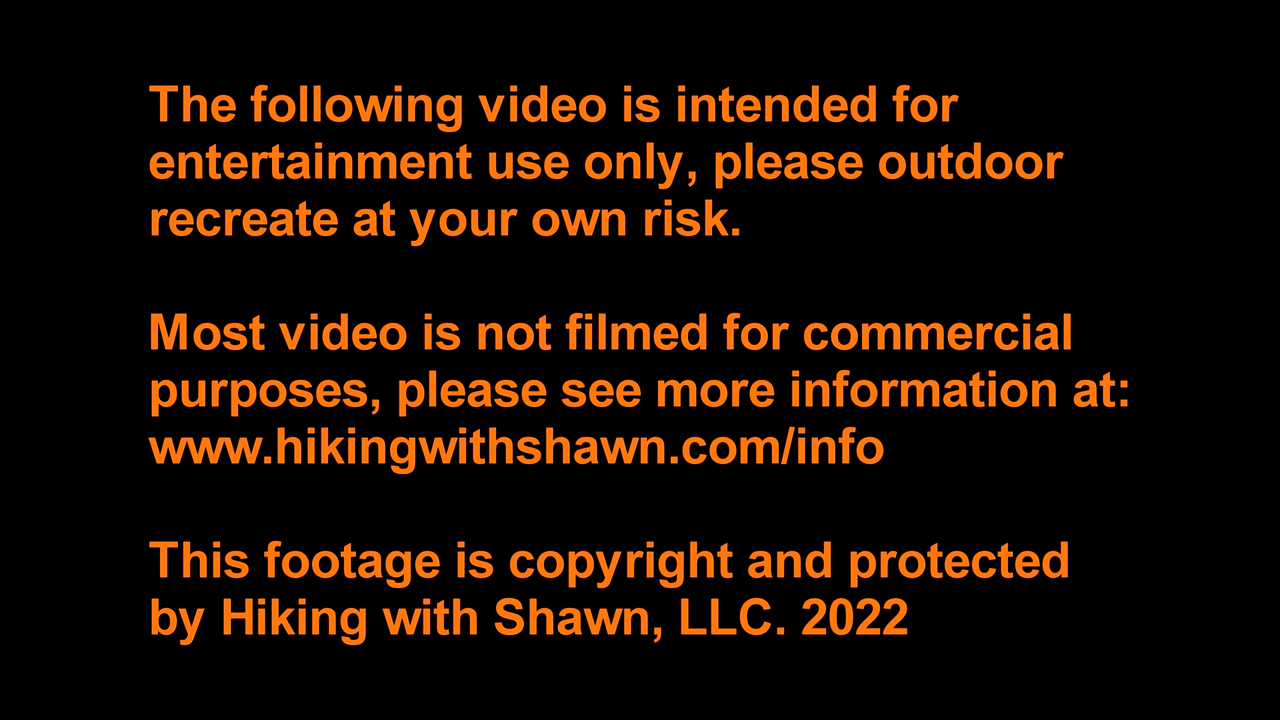 The following video is intended for
entertainment use only, please outdoor
recreate at your own risk.
Most video is not filmed for commercial
purposes, please see more information at:
www.hikingwithshawn.com/info
This footage is copyright and protected
by Hiking with Shawn, LLC. 2022